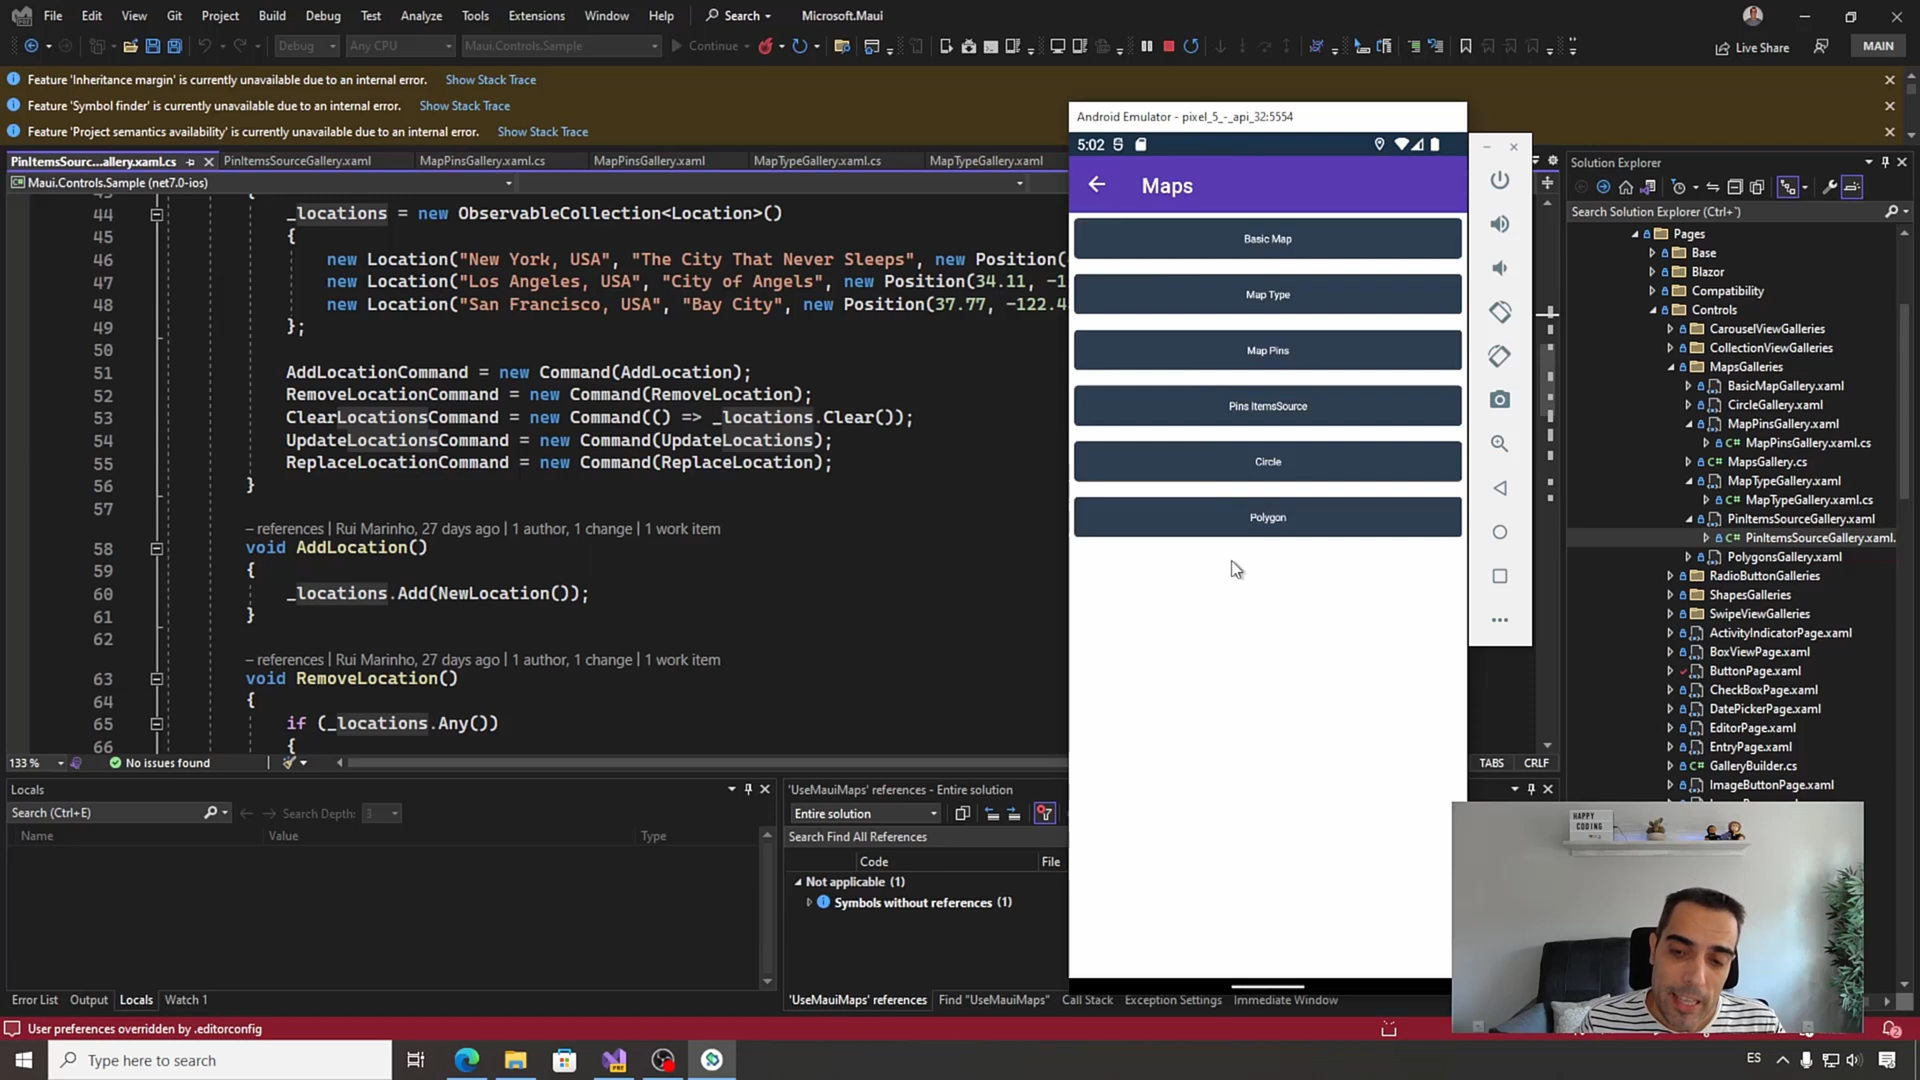 File Edit View Git Project Build Debug Test Analyze Tools Extensions Window Help Search Microsoft.Maui
Debug Any CPU Maui.Controls.Sample Continue Live Share MAIN
Feature 'Inheritance margin' is currently unavailable due to an internal error. Show Stack Trace
Feature 'Symbol finder' is currently unavailable due to an internal error. Show Stack Trace
Feature 'Project semantics availability' is currently unavailable due to an internal error. Show Stack Trace
PinItemsSourc...allery.xaml.cs PinItemsSourceGallery.xaml MapPinsGallery.xaml.cs MapPinsGallery.xaml MapTypeGallery.xaml.cs MapTypeGallery.xaml
Maui.Controls.Sample (net7.0-ios)
44 _locations = new ObservableCollection<Location>()
45 {
46 new Location("New York, USA", "The City That Never Sleeps", new Position(
47 new Location("Los Angeles, USA", "City of Angels", new Position(34.11, -1
48 new Location("San Francisco, USA", "Bay City", new Position(37.77, -122.4
49 };
50
51 AddLocationCommand = new Command(AddLocation);
52 RemoveLocationCommand = new Command(RemoveLocation);
53 ClearLocationsCommand = new Command(() => _locations.Clear());
54 UpdateLocationsCommand = new Command(UpdateLocations);
55 ReplaceLocationCommand = new Command(ReplaceLocation);
56 }
57
– references | Rui Marinho, 27 days ago | 1 author, 1 change | 1 work item
58 void AddLocation()
59 {
60 _locations.Add(NewLocation());
61 }
62
– references | Rui Marinho, 27 days ago | 1 author, 1 change | 1 work item
63 void RemoveLocation()
64 {
65 if (_locations.Any())
66 {
133 % No issues found TABS CRLF
Android Emulator - pixel_5_-_api_32:5554
5:02
Maps
Basic Map
Map Type
Map Pins
Pins ItemsSource
Circle
Polygon
Solution Explorer
Search Solution Explorer (Ctrl+¨)
Pages
Base
Blazor
Compatibility
Controls
CarouselViewGalleries
CollectionViewGalleries
MapsGalleries
BasicMapGallery.xaml
CircleGallery.xaml
MapPinsGallery.xaml
C# MapPinsGallery.xaml.cs
C# MapsGallery.cs
MapTypeGallery.xaml
C# MapTypeGallery.xaml.cs
PinItemsSourceGallery.xaml
C# PinItemsSourceGallery.xaml.
PolygonsGallery.xaml
RadioButtonGalleries
ShapesGalleries
SwipeViewGalleries
ActivityIndicatorPage.xaml
BoxViewPage.xaml
ButtonPage.xaml
CheckBoxPage.xaml
DatePickerPage.xaml
EditorPage.xaml
EntryPage.xaml
C# GalleryBuilder.cs
ImageButtonPage.xaml
Locals
Search (Ctrl+E) Search Depth: 3
Name Value Type
'UseMauiMaps' references - Entire solution
Entire solution
Search Find All References
Code File
Not applicable (1)
Symbols without references (1)
HAPPY
CODING
Error List Output Locals Watch 1 'UseMauiMaps' references Find "UseMauiMaps" Call Stack Exception Settings Immediate Window
User preferences overridden by .editorconfig 2
Type here to search PRE ES